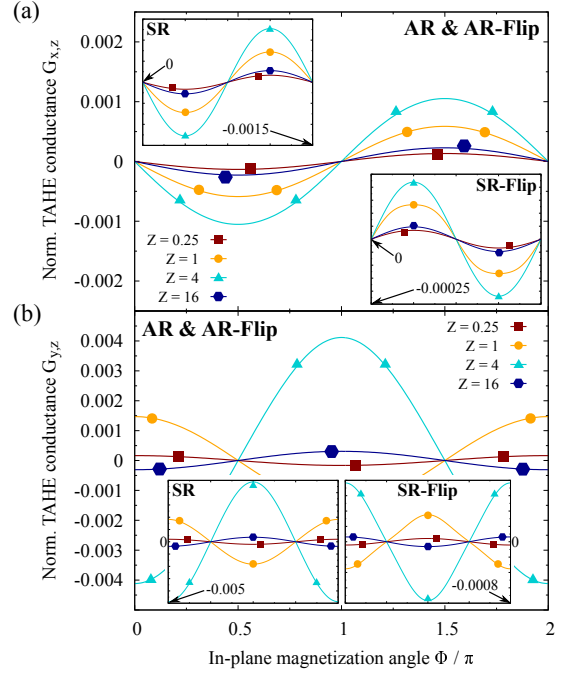 (a)
Norm. TAHE conductance G_{x,z}
0.002
0.001
0
-0.001
-0.002
SR
0
-0.0015
AR & AR-Flip
SR-Flip
0
-0.00025
Z = 0.25
Z = 1
Z = 4
Z = 16
(b)
Norm. TAHE conductance G_{y,z}
0.004
0.003
0.002
0.001
0
-0.001
-0.002
-0.003
-0.004
AR & AR-Flip
Z = 0.25
Z = 1
Z = 4
Z = 16
SR
0
-0.005
SR-Flip
0
-0.0008
0
0.5
1
1.5
2
In-plane magnetization angle Φ / π